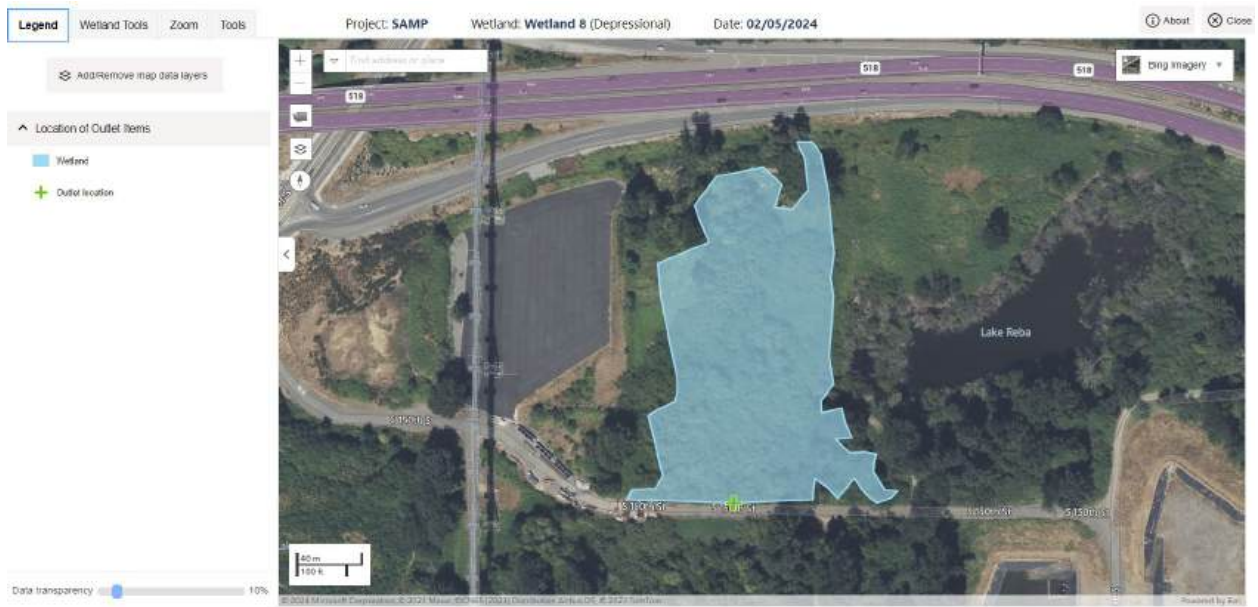 Legend Wetland Tools Zoom Tools Project: SAMP Wetland: Wetland 8 (Depressional) Date: 02/05/2024 About Close
Add/Remove map data layers
Find address or place
518
518
518
Bing Imagery
Location of Outlet Items
Wetland
Outlet location
Lake Reba
S 150th St
S 150th St
S 150th St
40 m
100 ft
Data transparency 10%
Powered by Esri